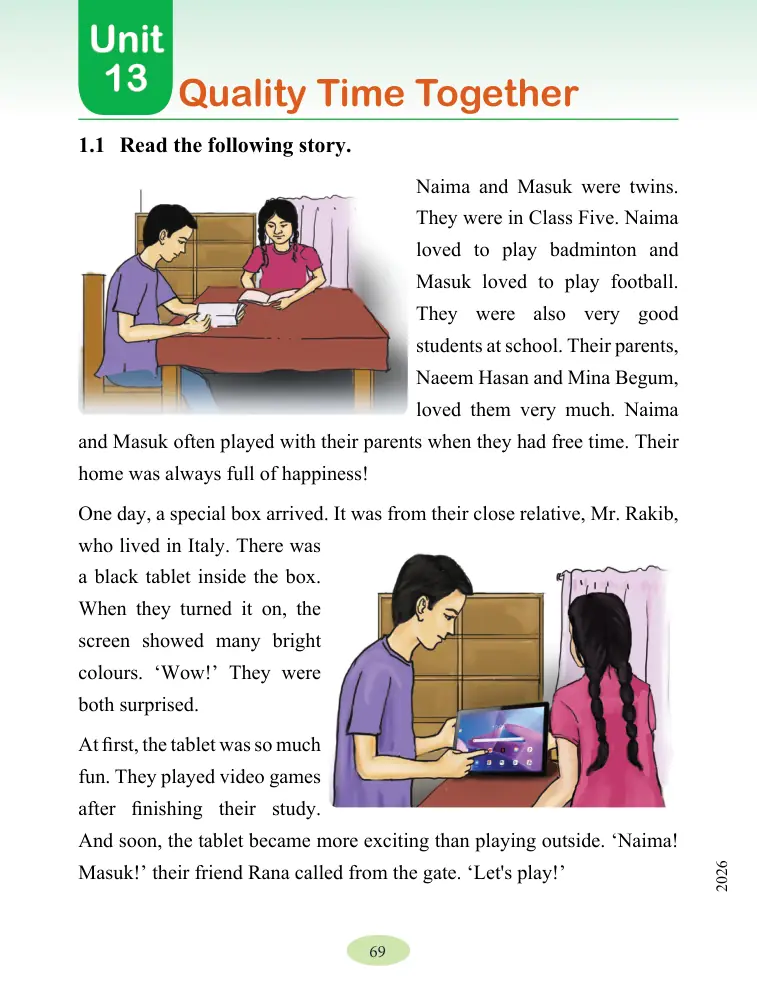 Unit
13
Quality Time Together
1.1 Read the following story.
Naima and Masuk were twins.
They were in Class Five. Naima
loved to play badminton and
Masuk loved to play football.
They were also very good
students at school. Their parents,
Naeem Hasan and Mina Begum,
loved them very much. Naima
and Masuk often played with their parents when they had free time. Their
home was always full of happiness!
One day, a special box arrived. It was from their close relative, Mr. Rakib,
who lived in Italy. There was
a black tablet inside the box.
When they turned it on, the
screen showed many bright
colours. ‘Wow!’ They were
both surprised.
At first, the tablet was so much
fun. They played video games
after finishing their study.
And soon, the tablet became more exciting than playing outside. ‘Naima!
Masuk!’ their friend Rana called from the gate. ‘Let's play!’
2026
69